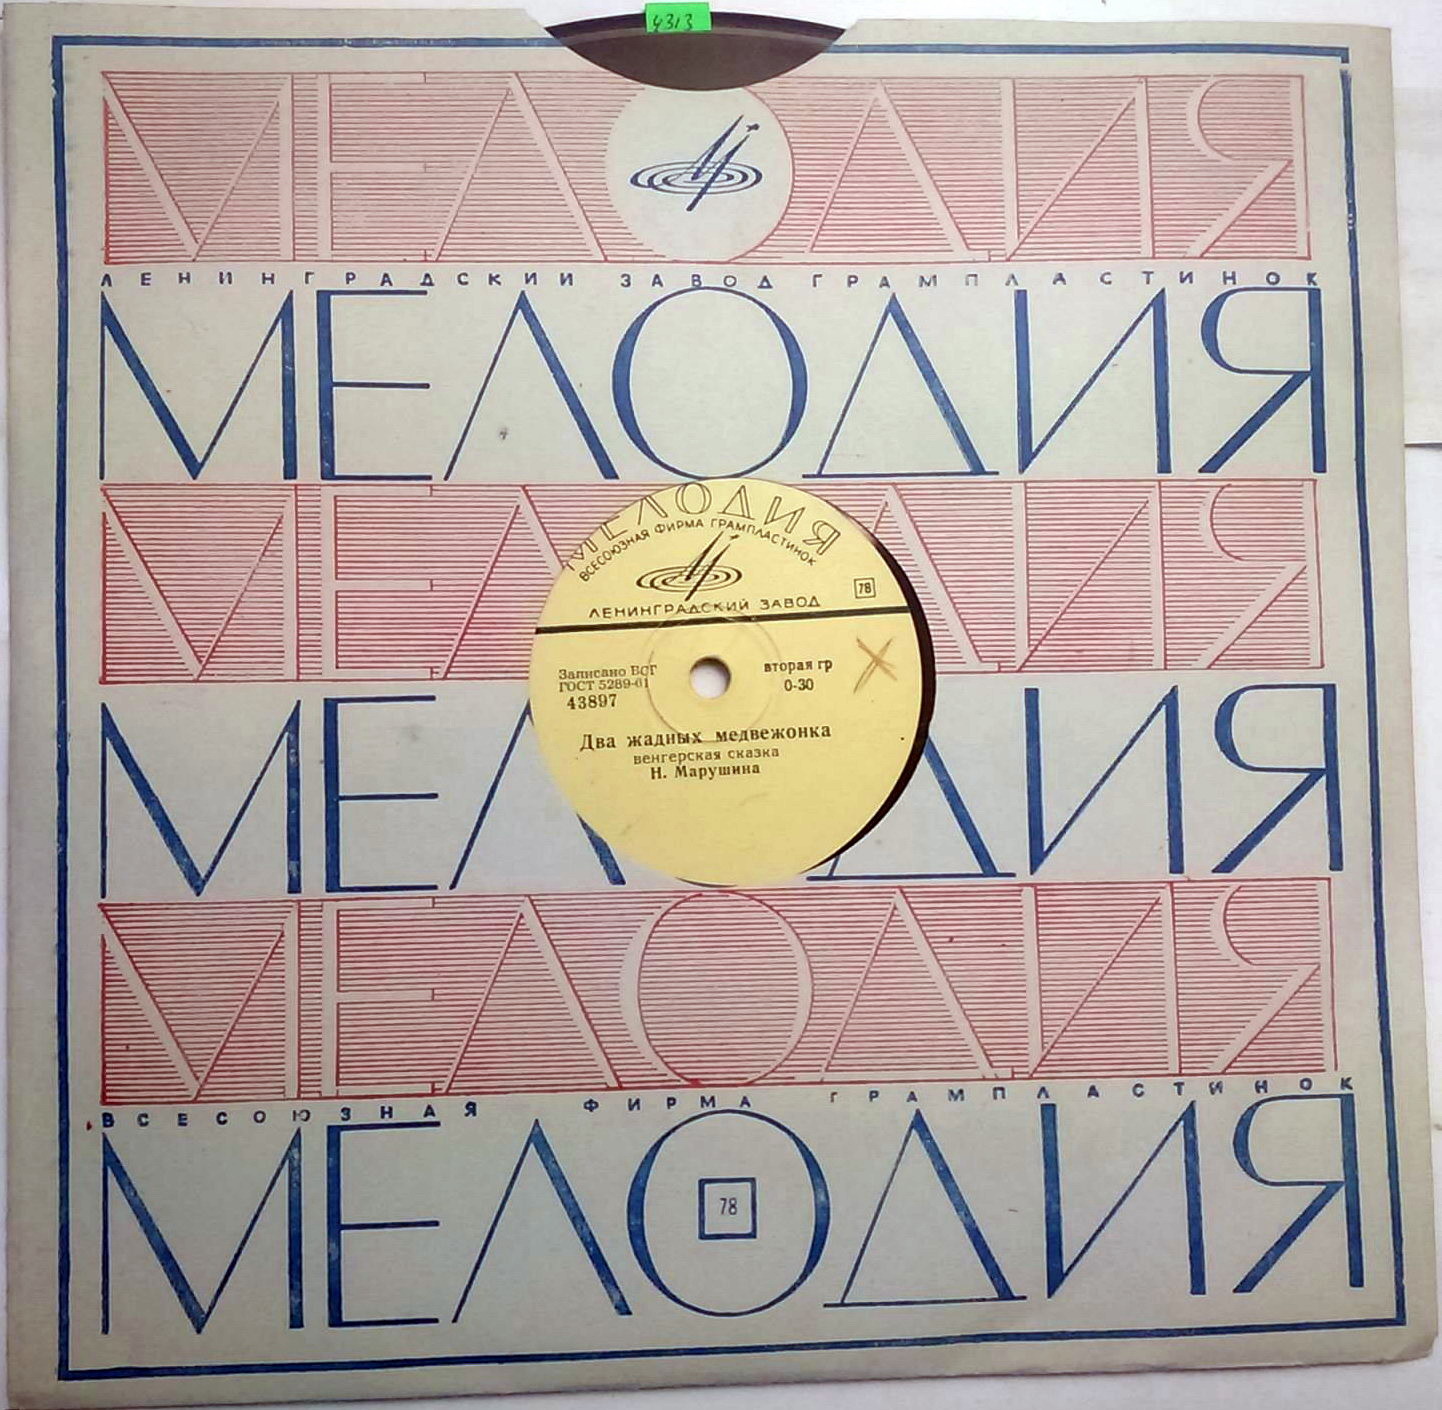 4313
МЕЛОДИЯ
ЛЕНИНГРАДСКИЙ ЗАВОД ГРАМПЛАСТИНОК
МЕЛОДИЯ
МЕЛОДИЯ
МЕЛОДИЯ
ВСЕСОЮЗНАЯ ФИРМА ГРАМПЛАСТИНОК
78
ЛЕНИНГРАДСКИЙ ЗАВОД
Записано ВСГ
ГОСТ 5289-61
43897
вторая гр
0-30
Два жадных медвежонка
венгерская сказка
Н. Марушина
МЕЛОДИЯ
МЕЛОДИЯ
ВСЕСОЮЗНАЯ ФИРМА ГРАМПЛАСТИНОК
МЕЛОДИЯ
78